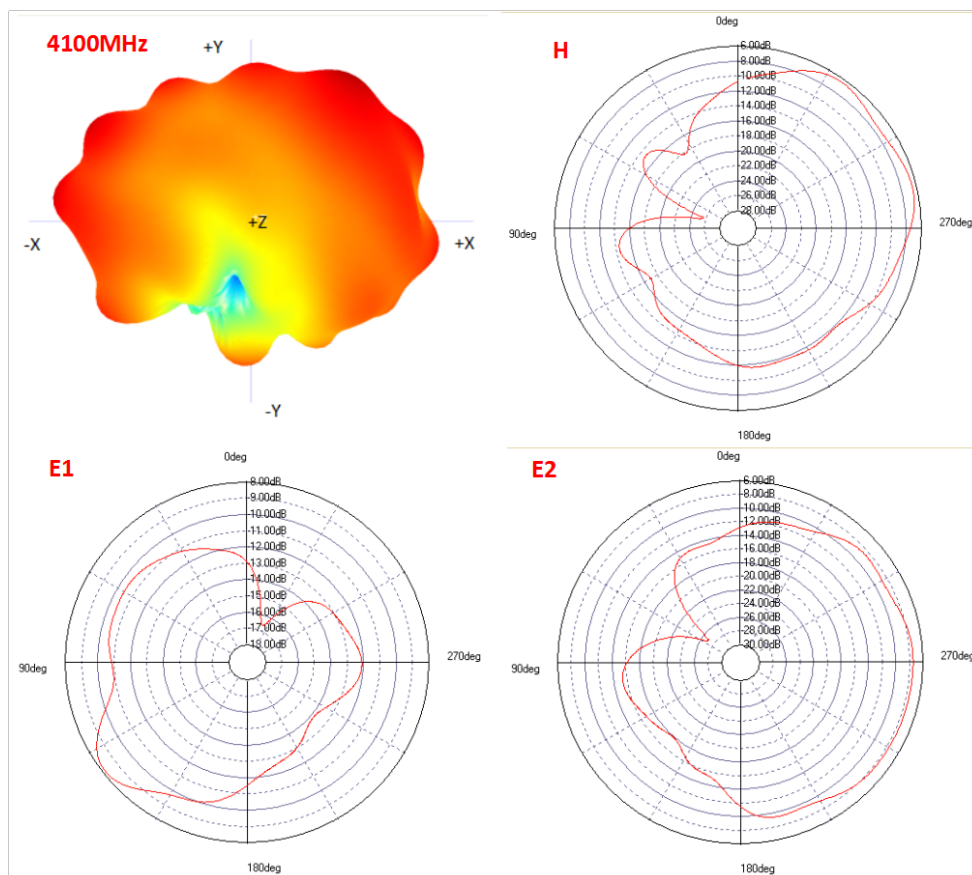 4100MHz
+Y
+Z
-X
+X
-Y
H
0deg
6.00dB
8.00dB
10.00dB
12.00dB
14.00dB
16.00dB
18.00dB
20.00dB
22.00dB
24.00dB
26.00dB
28.00dB
90deg
270deg
180deg
E1
0deg
8.00dB
9.00dB
10.00dB
11.00dB
12.00dB
13.00dB
14.00dB
15.00dB
16.00dB
17.00dB
18.00dB
90deg
270deg
180deg
E2
0deg
6.00dB
8.00dB
10.00dB
12.00dB
14.00dB
16.00dB
18.00dB
20.00dB
22.00dB
24.00dB
26.00dB
28.00dB
30.00dB
90deg
270deg
180deg